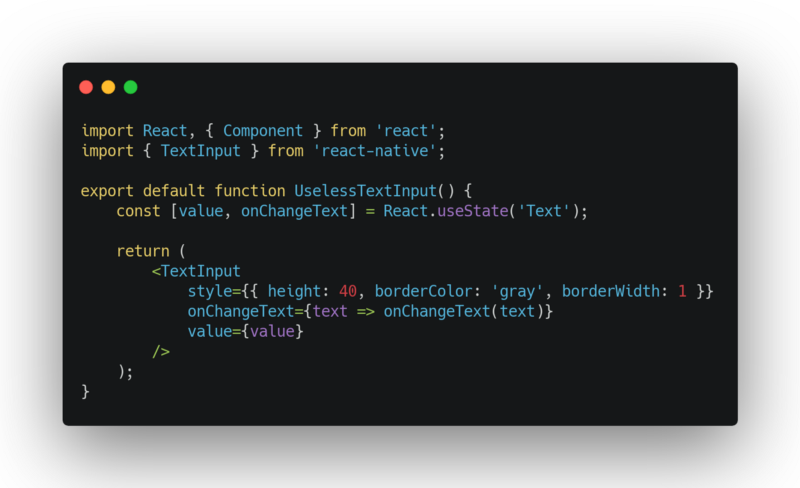 import React, { Component } from 'react';
import { TextInput } from 'react-native';

export default function UselessTextInput() {
    const [value, onChangeText] = React.useState('Text');

    return (
        <TextInput
            style={{ height: 40, borderColor: 'gray', borderWidth: 1 }}
            onChangeText={text => onChangeText(text)}
            value={value}
        />
    );
}